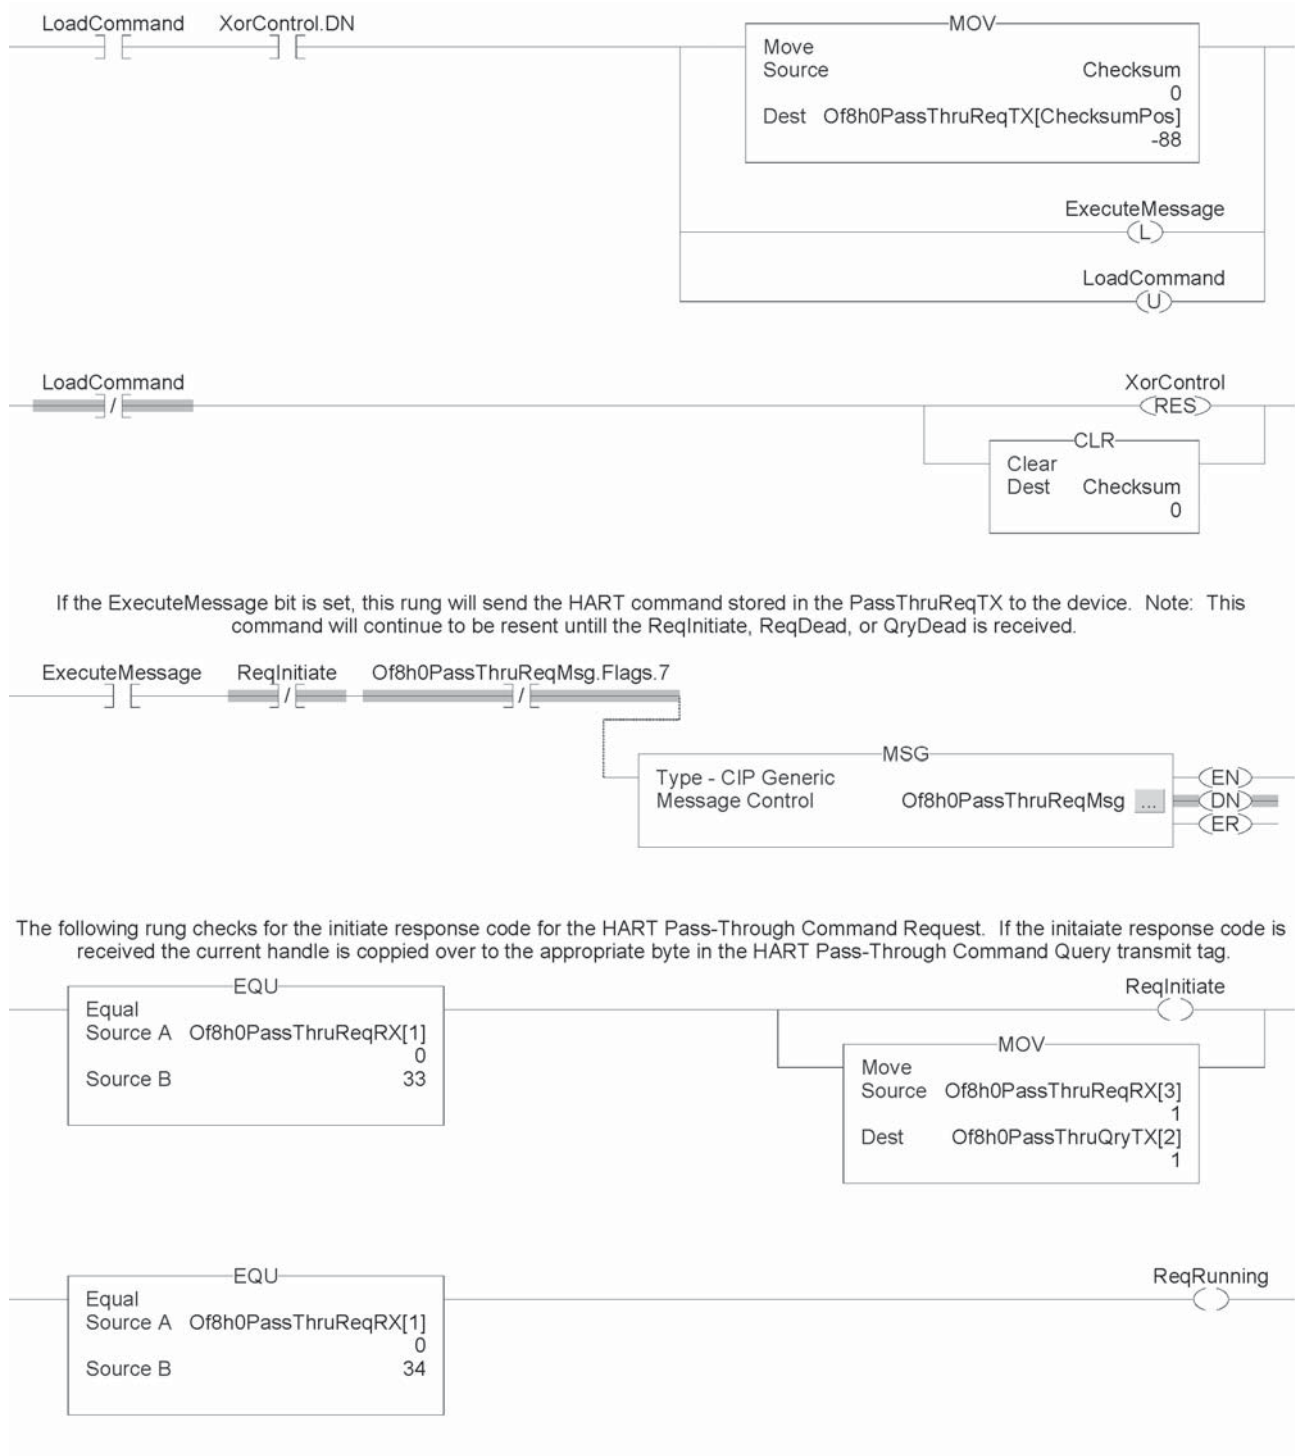 LoadCommand XorControl.DN
MOV
Move
Source Checksum
0
Dest Of8h0PassThruReqTX[ChecksumPos]
-88
ExecuteMessage
L
LoadCommand
U
LoadCommand
/
XorControl
RES
CLR
Clear
Dest Checksum
0
If the ExecuteMessage bit is set, this rung will send the HART command stored in the PassThruReqTX to the device. Note: This
command will continue to be resent untill the ReqInitiate, ReqDead, or QryDead is received.
ExecuteMessage ReqInitiate Of8h0PassThruReqMsg.Flags.7
/ /
MSG
Type - CIP Generic EN
Message Control Of8h0PassThruReqMsg ... DN
ER
The following rung checks for the initiate response code for the HART Pass-Through Command Request. If the initaiate response code is
received the current handle is coppied over to the appropriate byte in the HART Pass-Through Command Query transmit tag.
EQU
Equal
Source A Of8h0PassThruReqRX[1]
0
Source B 33
ReqInitiate
MOV
Move
Source Of8h0PassThruReqRX[3]
1
Dest Of8h0PassThruQryTX[2]
1
EQU
Equal
Source A Of8h0PassThruReqRX[1]
0
Source B 34
ReqRunning